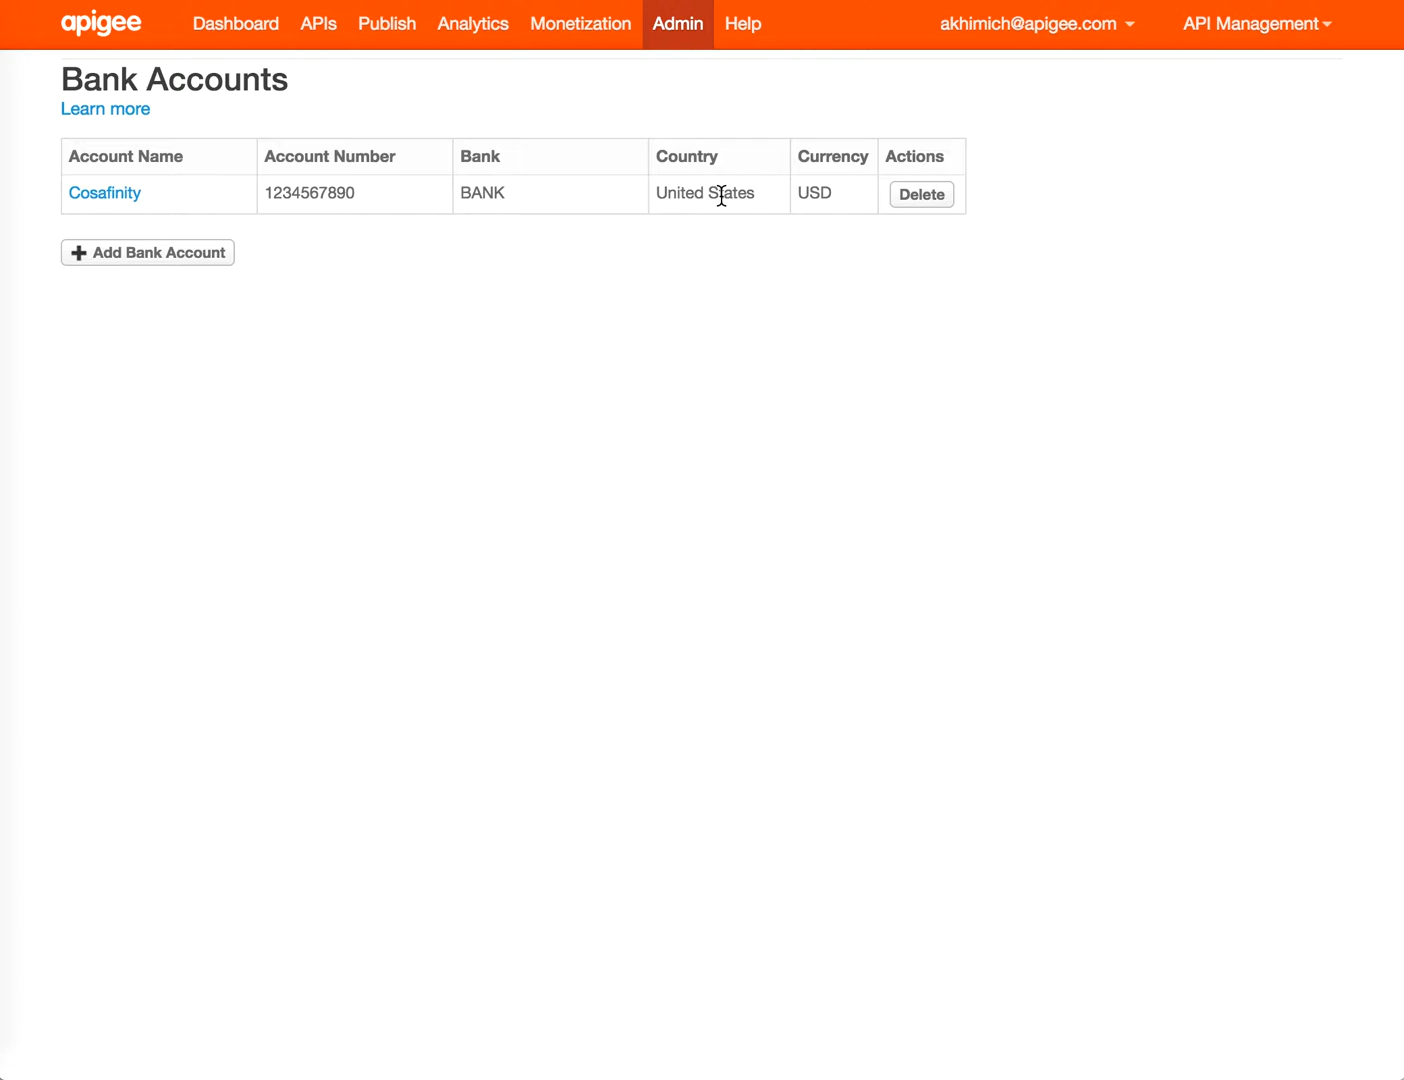 apigee Dashboard APIs Publish Analytics Monetization Admin Help akhimich@apigee.com API Management
Bank Accounts
Learn more
Account Name Account Number Bank Country Currency Actions
Cosafinity 1234567890 BANK United States USD Delete
Add Bank Account